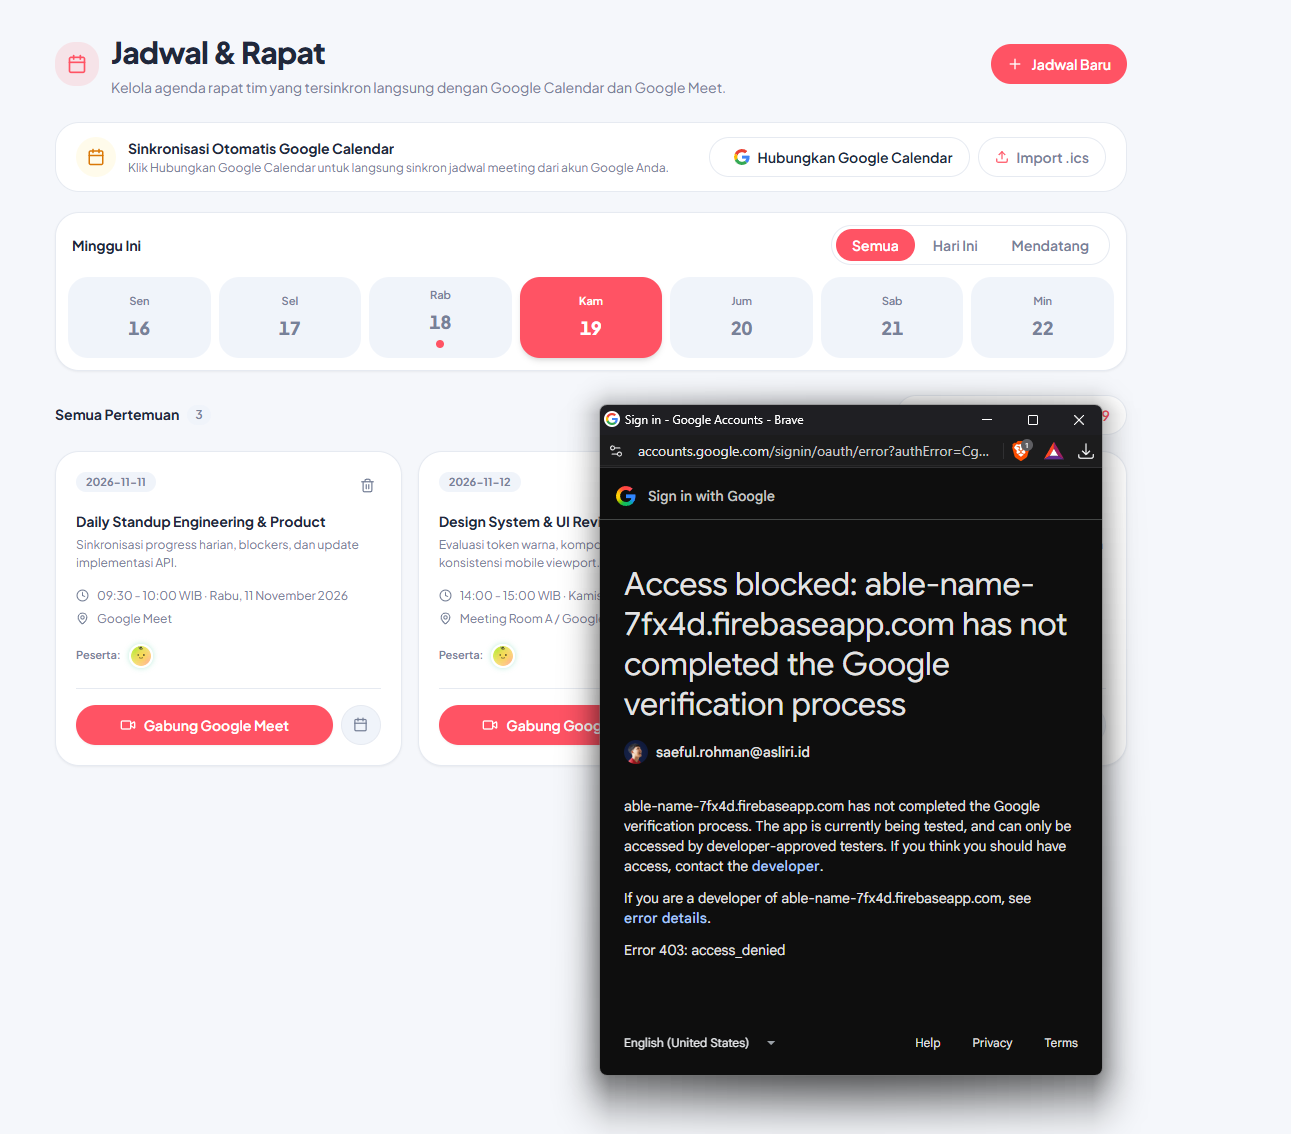 Jadwal & Rapat
Kelola agenda rapat tim yang tersinkron langsung dengan Google Calendar dan Google Meet.
Jadwal Baru
Sinkronisasi Otomatis Google Calendar
Klik Hubungkan Google Calendar untuk langsung sinkron jadwal meeting dari akun Google Anda.
Hubungkan Google Calendar
Import .ics
Minggu Ini
Semua
Hari Ini
Mendatang
Sen
16
Sel
17
Rab
18
Kam
19
Jum
20
Sab
21
Min
22
Semua Pertemuan 3
9
2026-11-11
Daily Standup Engineering & Product
Sinkronisasi progress harian, blockers, dan update
implementasi API.
09:30 - 10:00 WIB · Rabu, 11 November 2026
Google Meet
Peserta:
Gabung Google Meet
2026-11-12
Design System & UI Revi
Evaluasi token warna, kompo
konsistensi mobile viewport.
14:00 - 15:00 WIB · Kamis
Meeting Room A / Google
Peserta:
Gabung Goog
Sign in - Google Accounts - Brave
accounts.google.com/signin/oauth/error?authError=Cg...
1
Sign in with Google
Access blocked: able-name-
7fx4d.firebaseapp.com has not
completed the Google
verification process
saeful.rohman@asliri.id
able-name-7fx4d.firebaseapp.com has not completed the Google
verification process. The app is currently being tested, and can only be
accessed by developer-approved testers. If you think you should have
access, contact the developer.
If you are a developer of able-name-7fx4d.firebaseapp.com, see
error details.
Error 403: access_denied
English (United States)
Help
Privacy
Terms